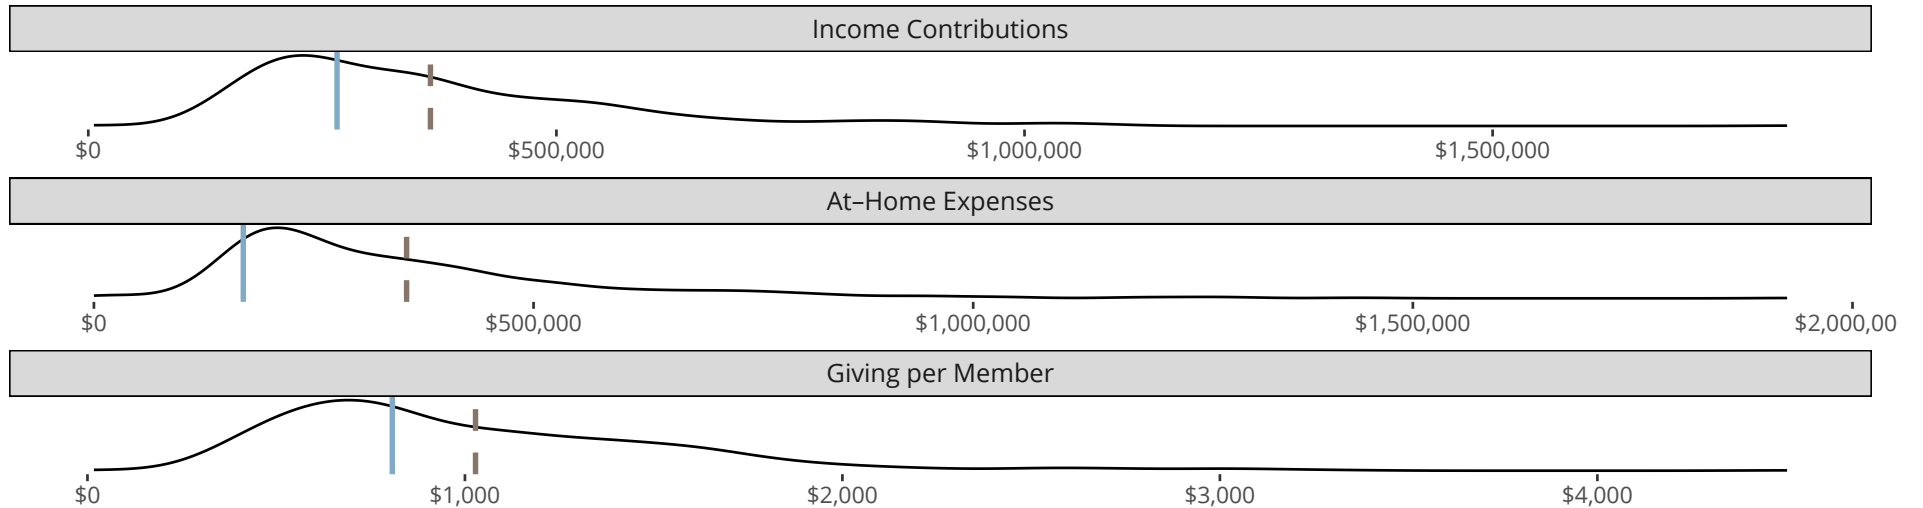 Income Contributions
$0 $500,000 $1,000,000 $1,500,000
At–Home Expenses
$0 $500,000 $1,000,000 $1,500,000 $2,000,00
Giving per Member
$0 $1,000 $2,000 $3,000 $4,000